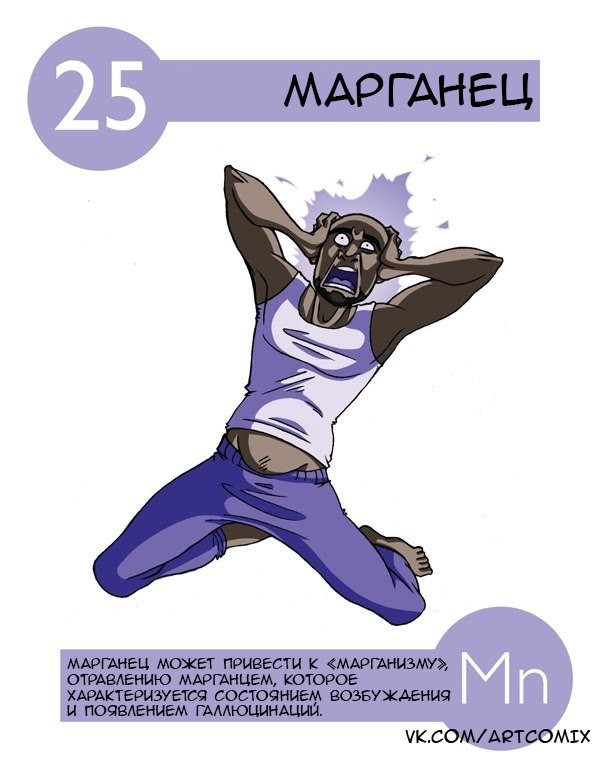 25
МАРГАНЕЦ
МАРГАНЕЦ МОЖЕТ ПРИВЕСТИ К «МАРГАНИЗМУ»,
ОТРАВЛЕНИЮ МАРГАНЦЕМ, КОТОРОЕ
ХАРАКТЕРИЗУЕТСЯ СОСТОЯНИЕМ ВОЗБУЖДЕНИЯ
И ПОЯВЛЕНИЕМ ГАЛЛЮЦИНАЦИЙ.
Mn
VK.COM/ARTCOMIX